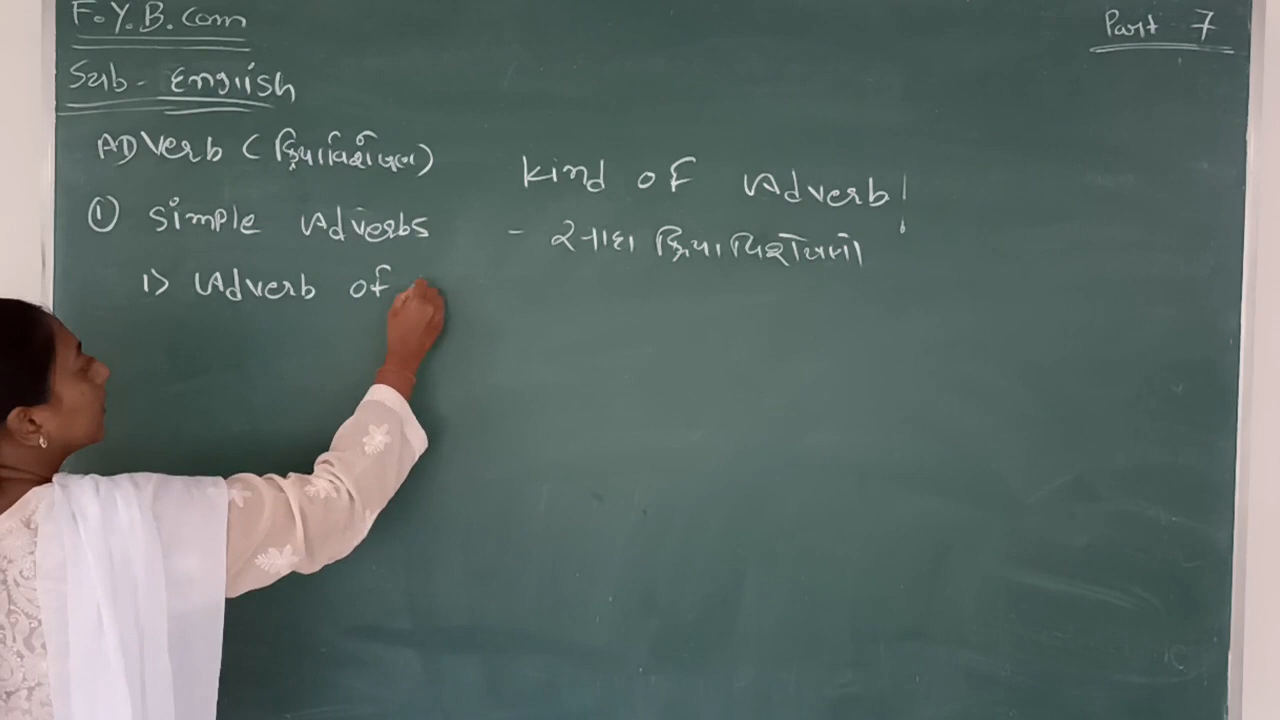 F.Y.B.Com
Part 7
Sub - English
ADVerb (ક્રિયાવિશેષણ)
Kind of Adverb!
① Simple Adverbs - સાદા ક્રિયાવિશેષણો
1> Adverb of